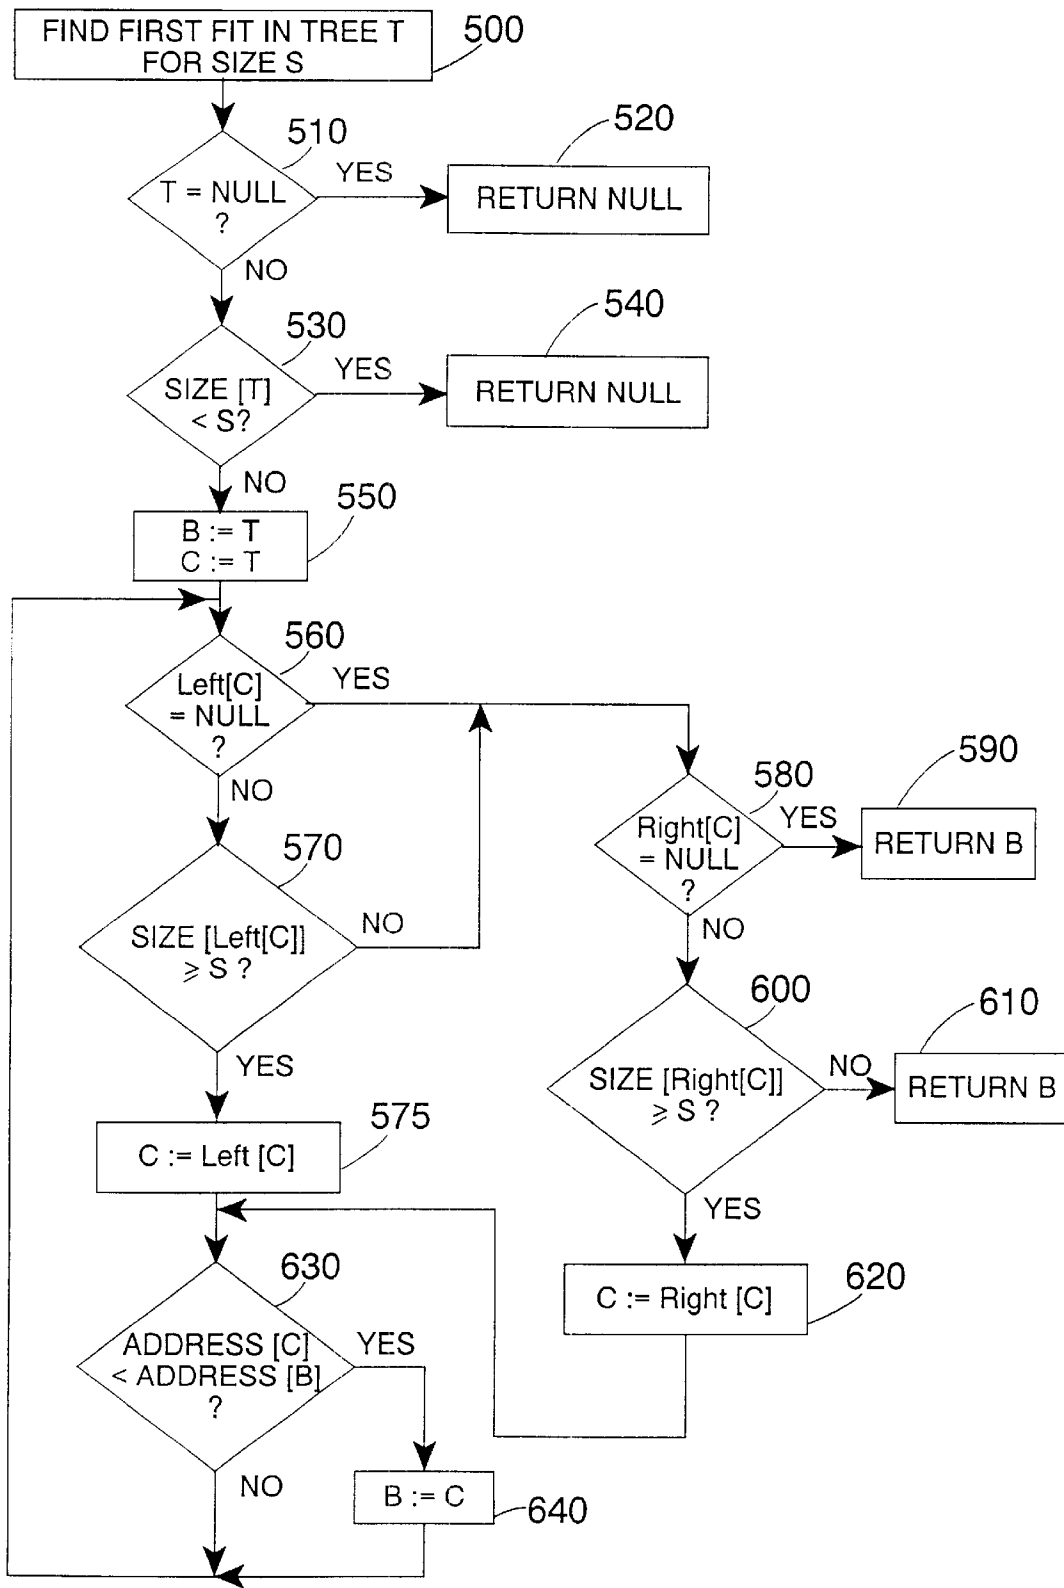 FIND FIRST FIT IN TREE T
FOR SIZE S
500
510
T = NULL
?
YES
520
RETURN NULL
NO
530
SIZE [T]
< S?
YES
540
RETURN NULL
NO
550
B := T
C := T
560
Left[C]
= NULL
?
YES
NO
570
SIZE [Left[C]]
⩾ S ?
NO
YES
580
Right[C]
= NULL
?
YES
590
RETURN B
NO
600
SIZE [Right[C]]
⩾ S ?
NO
610
RETURN B
YES
575
C := Left [C]
620
C := Right [C]
630
ADDRESS [C]
< ADDRESS [B]
?
YES
NO
B := C
640